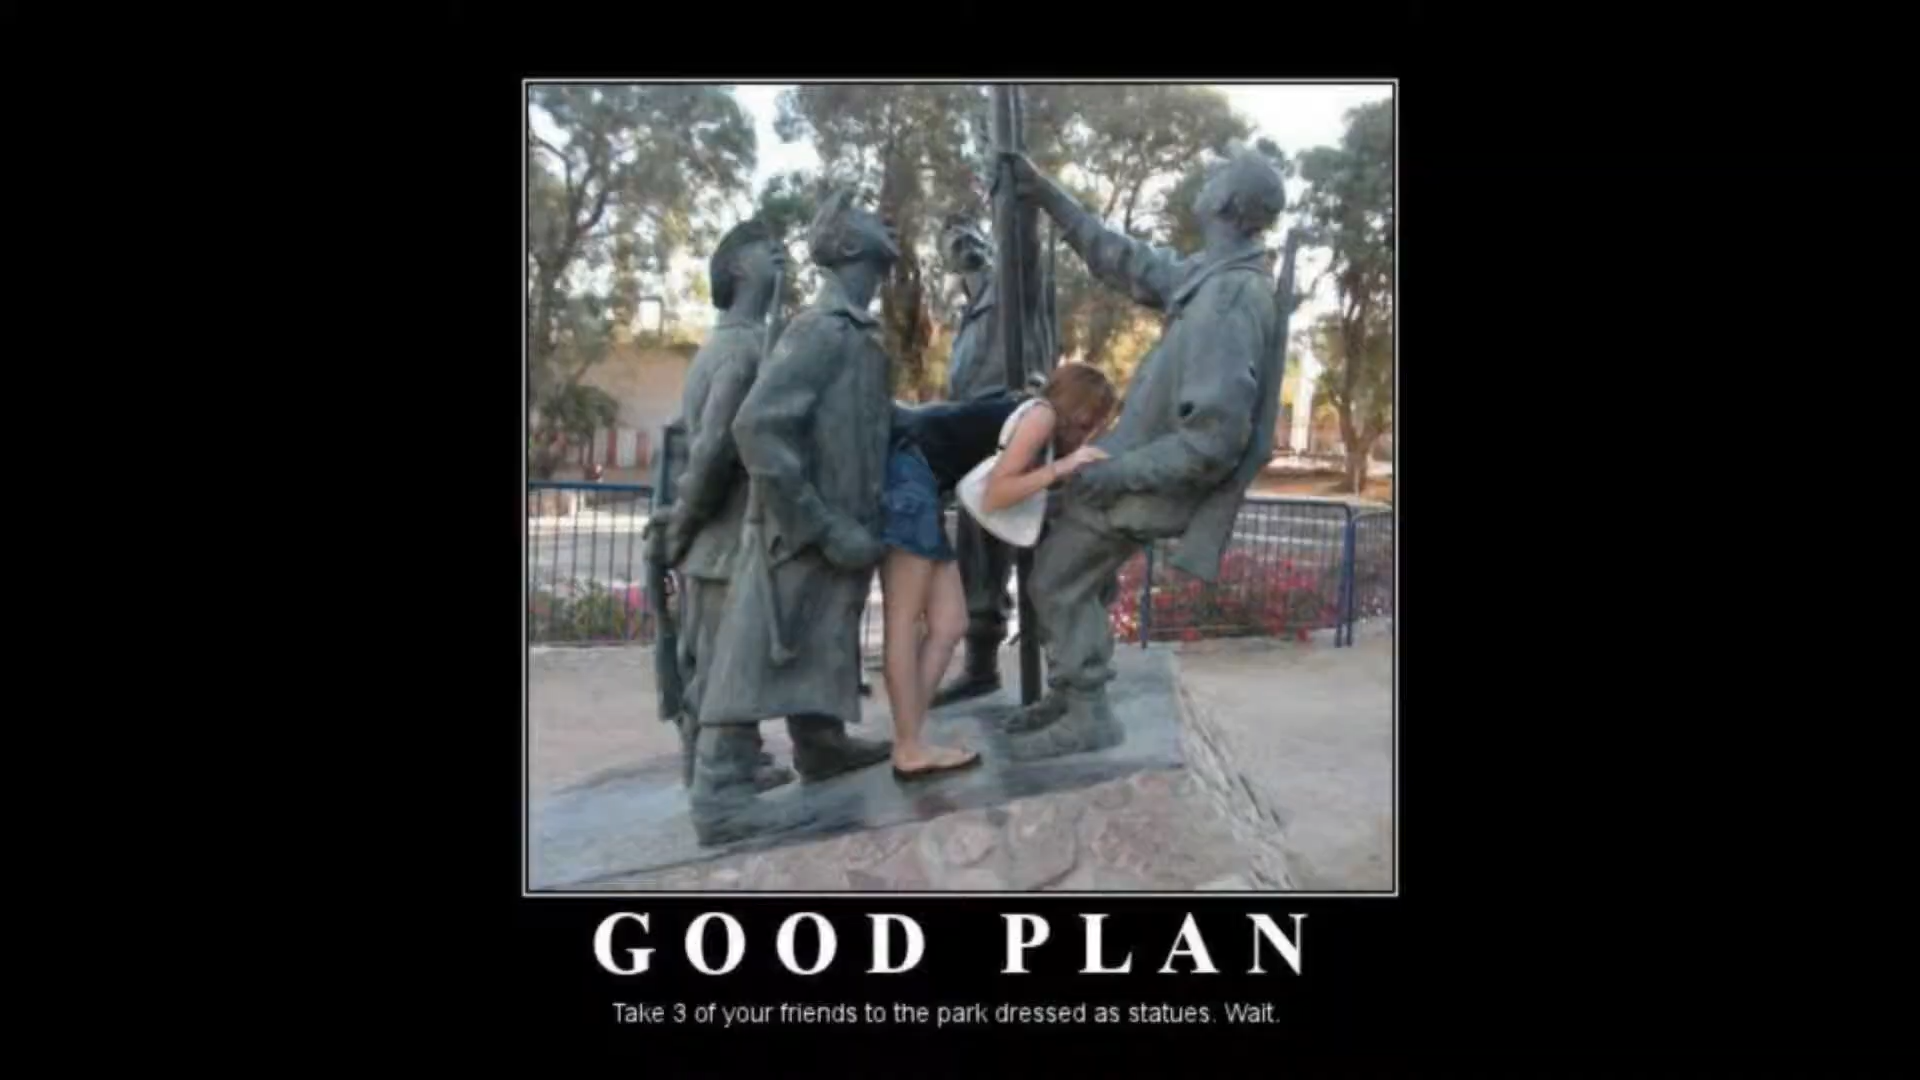 GOOD PLAN
Take 3 of your friends to the park dressed as statues. Wait.